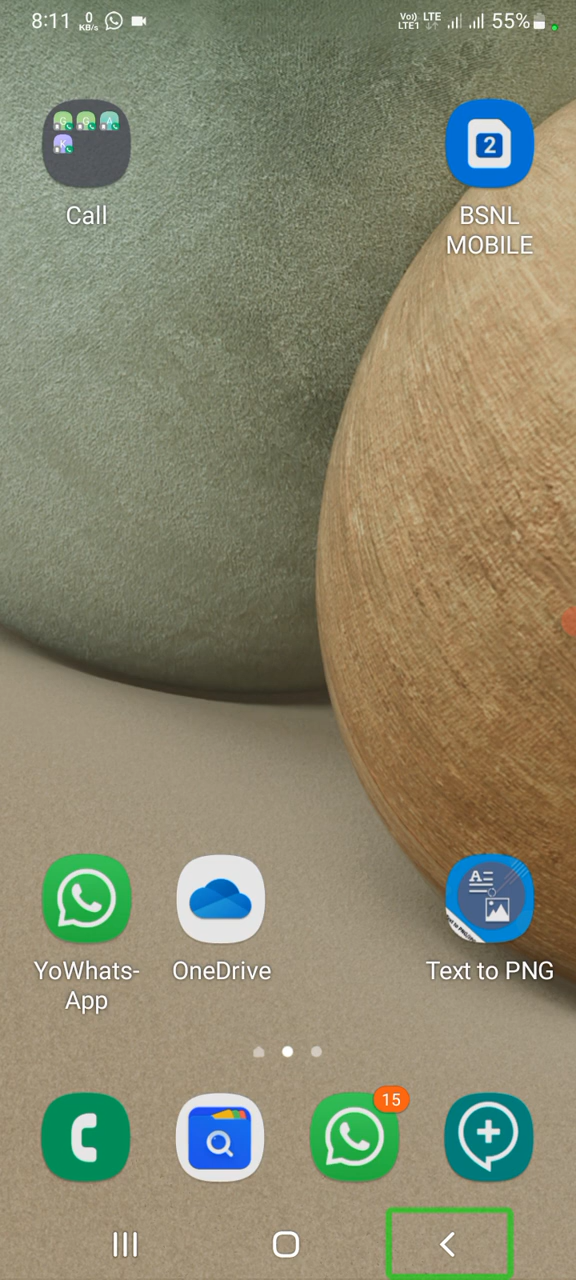 8:11 0 KB/s Vo)) LTE1 LTE 55%
G G A
K
Call
2
BSNL
MOBILE
YoWhats-
App
OneDrive
A
Text to PNG
15